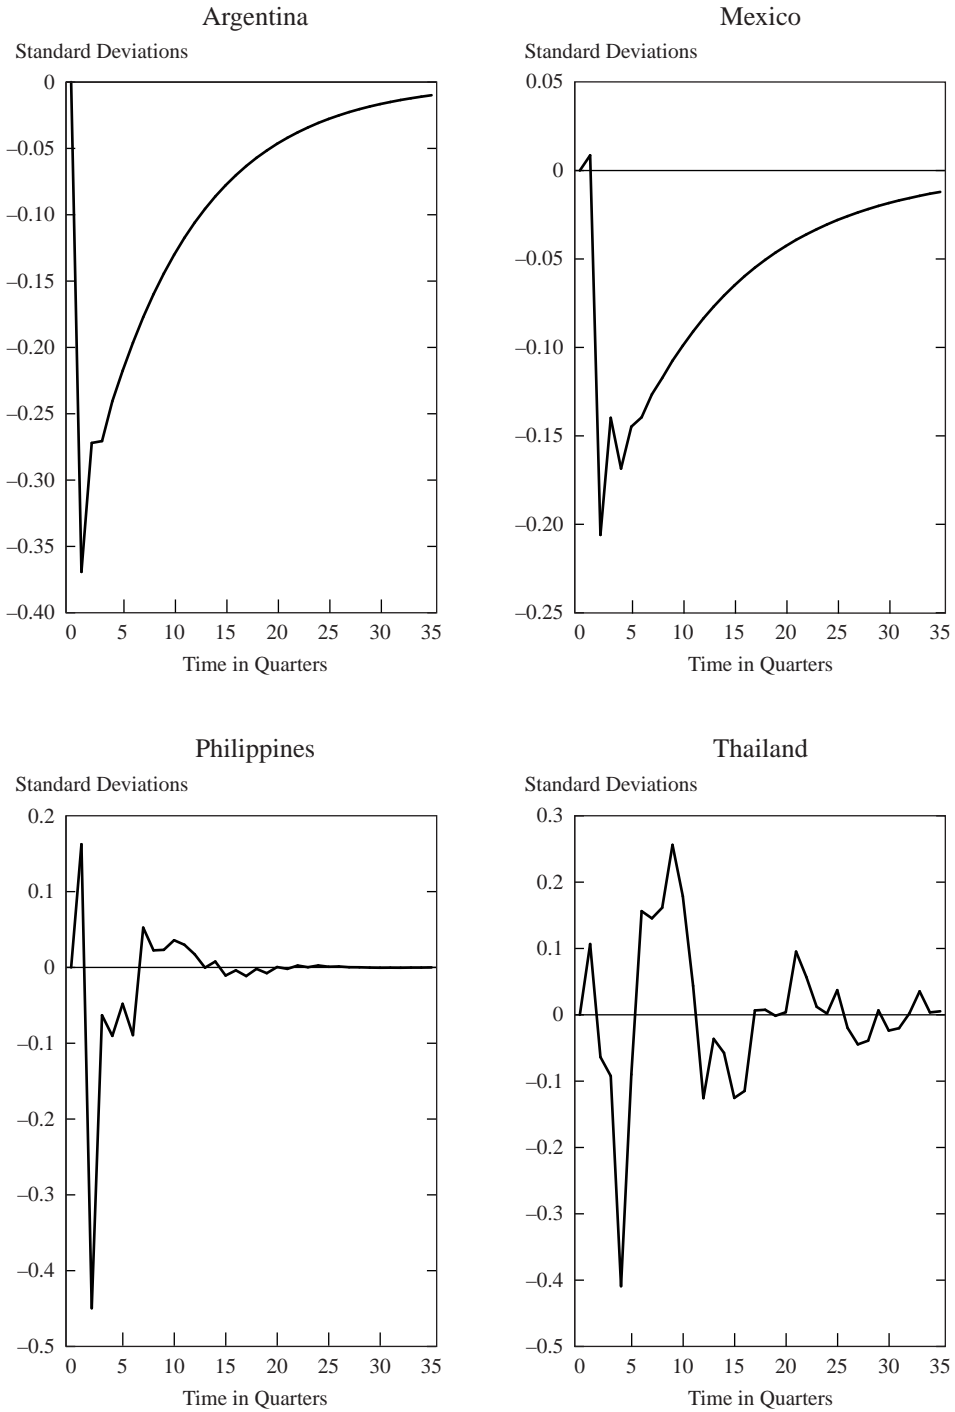 Argentina
Standard Deviations
0
–0.05
–0.10
–0.15
–0.20
–0.25
–0.30
–0.35
–0.40
0 5 10 15 20 25 30 35
Time in Quarters
Mexico
Standard Deviations
0.05
0
–0.05
–0.10
–0.15
–0.20
–0.25
0 5 10 15 20 25 30 35
Time in Quarters
Philippines
Standard Deviations
0.2
0.1
0
–0.1
–0.2
–0.3
–0.4
–0.5
0 5 10 15 20 25 30 35
Time in Quarters
Thailand
Standard Deviations
0.3
0.2
0.1
0
–0.1
–0.2
–0.3
–0.4
–0.5
0 5 10 15 20 25 30 35
Time in Quarters